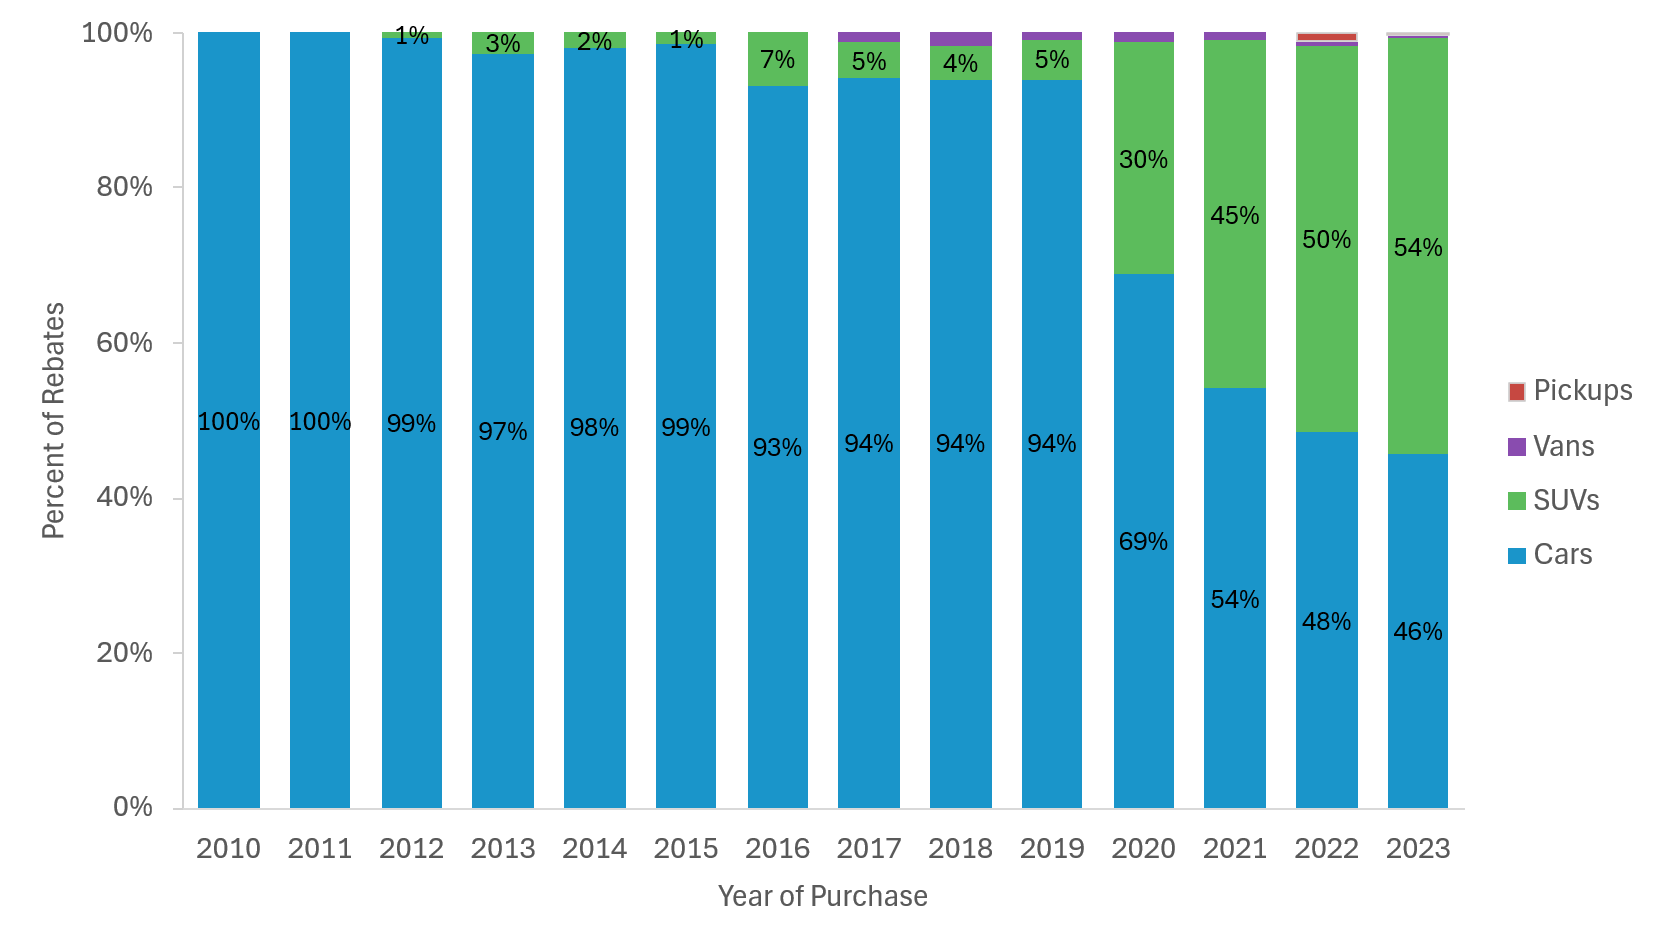 100%
80%
60%
40%
20%
0%
Percent of Rebates
1% 3% 2% 1% 7% 5% 4% 5% 30% 45% 50% 54%
100% 100% 99% 97% 98% 99% 93% 94% 94% 94% 69% 54% 48% 46%
2010 2011 2012 2013 2014 2015 2016 2017 2018 2019 2020 2021 2022 2023
Year of Purchase
Pickups
Vans
SUVs
Cars